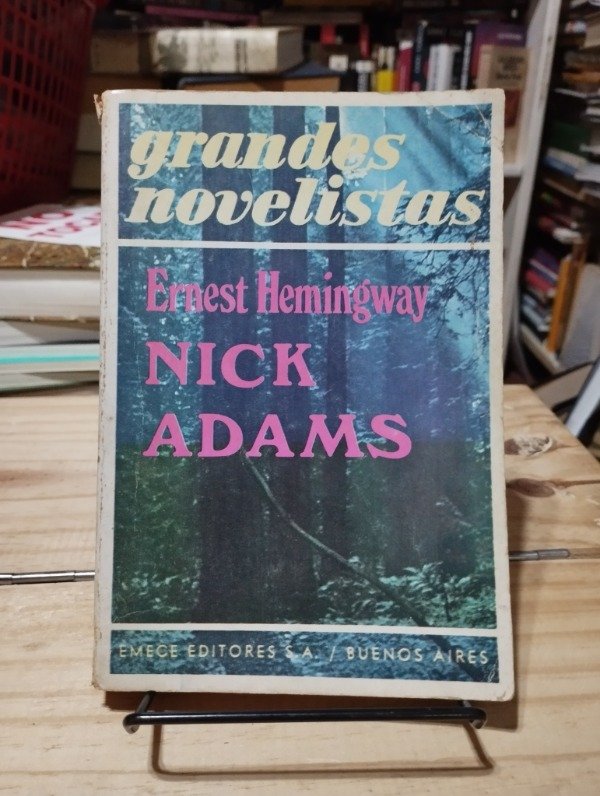 grandes
novelistas
Ernest Hemingway
NICK
ADAMS
EMECE EDITORES S.A. / BUENOS AIRES